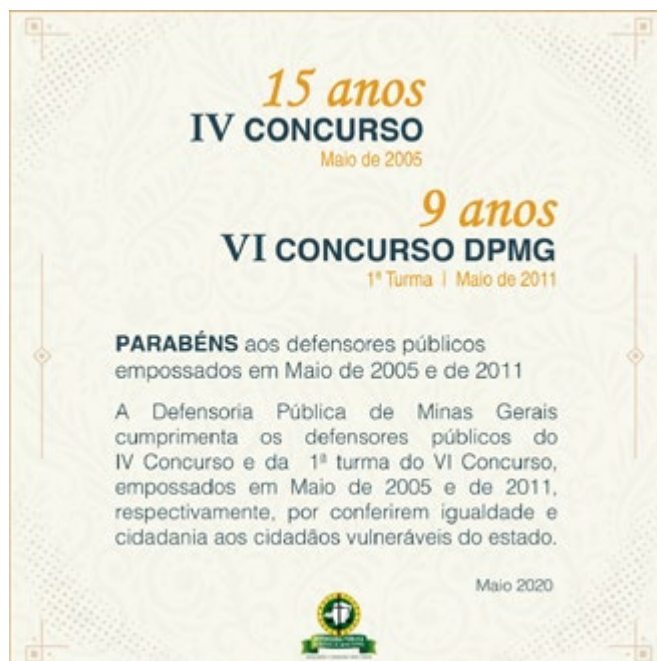 15 anos
IV CONCURSO
Maio de 2005
9 anos
VI CONCURSO DPMG
1ª Turma | Maio de 2011
PARABÉNS aos defensores públicos
empossados em Maio de 2005 e de 2011
A Defensoria Pública de Minas Gerais
cumprimenta os defensores públicos do
IV Concurso e da 1ª turma do VI Concurso,
empossados em Maio de 2005 e de 2011,
respectivamente, por conferirem igualdade e
cidadania aos cidadãos vulneráveis do estado.
Maio 2020